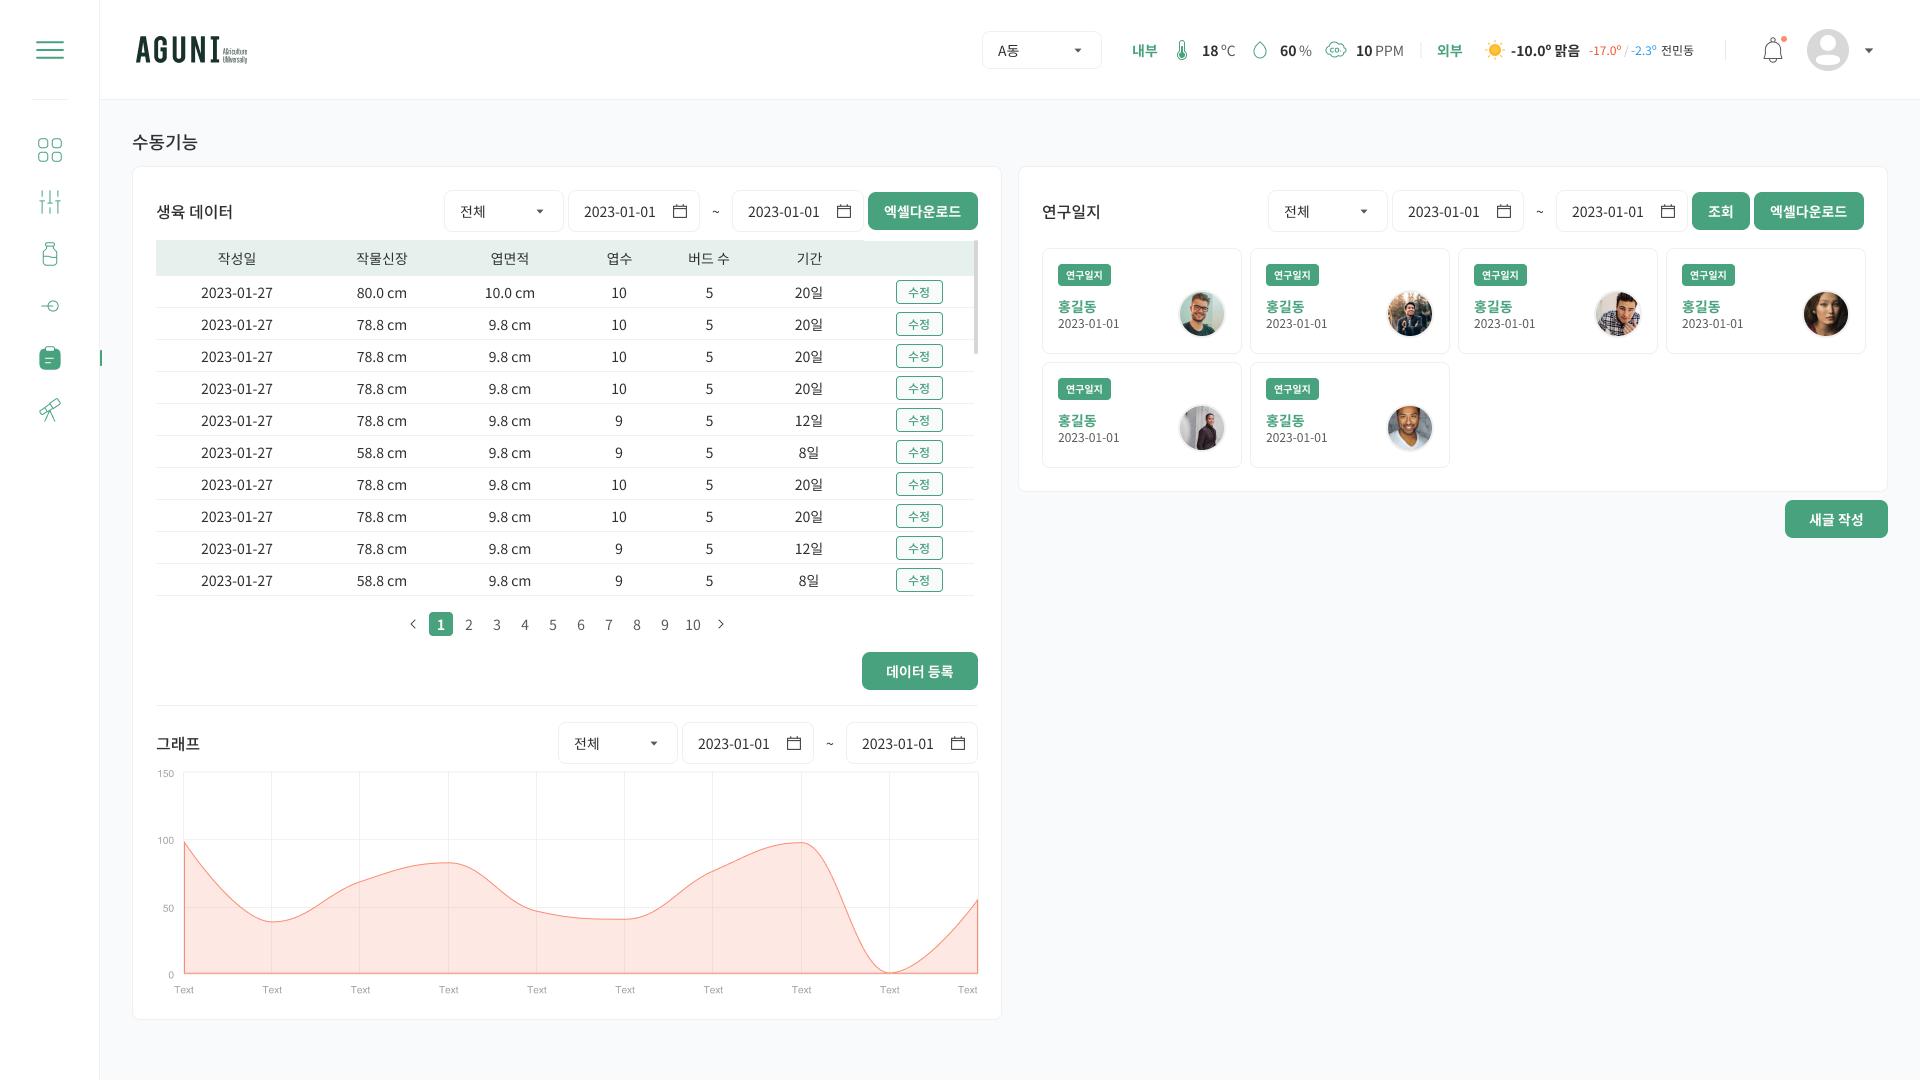 AGUNI AGriculture UNIversally
A동 내부 18 ℃ 60 % CO₂ 10 PPM 외부 -10.0º 맑음 -17.0º / -2.3º 전민동
수동기능
생육 데이터 전체 2023-01-01 ~ 2023-01-01 엑셀다운로드
작성일 작물신장 엽면적 엽수 버드 수 기간
2023-01-27 80.0 cm 10.0 cm 10 5 20일 수정
2023-01-27 78.8 cm 9.8 cm 10 5 20일 수정
2023-01-27 78.8 cm 9.8 cm 10 5 20일 수정
2023-01-27 78.8 cm 9.8 cm 10 5 20일 수정
2023-01-27 78.8 cm 9.8 cm 9 5 12일 수정
2023-01-27 58.8 cm 9.8 cm 9 5 8일 수정
2023-01-27 78.8 cm 9.8 cm 10 5 20일 수정
2023-01-27 78.8 cm 9.8 cm 10 5 20일 수정
2023-01-27 78.8 cm 9.8 cm 9 5 12일 수정
2023-01-27 58.8 cm 9.8 cm 9 5 8일 수정
< 1 2 3 4 5 6 7 8 9 10 >
데이터 등록
그래프 전체 2023-01-01 ~ 2023-01-01
150
100
50
0
Text Text Text Text Text Text Text Text Text Text
연구일지 전체 2023-01-01 ~ 2023-01-01 조회 엑셀다운로드
연구일지 연구일지 연구일지 연구일지
홍길동 홍길동 홍길동 홍길동
2023-01-01 2023-01-01 2023-01-01 2023-01-01
연구일지 연구일지
홍길동 홍길동
2023-01-01 2023-01-01
새글 작성